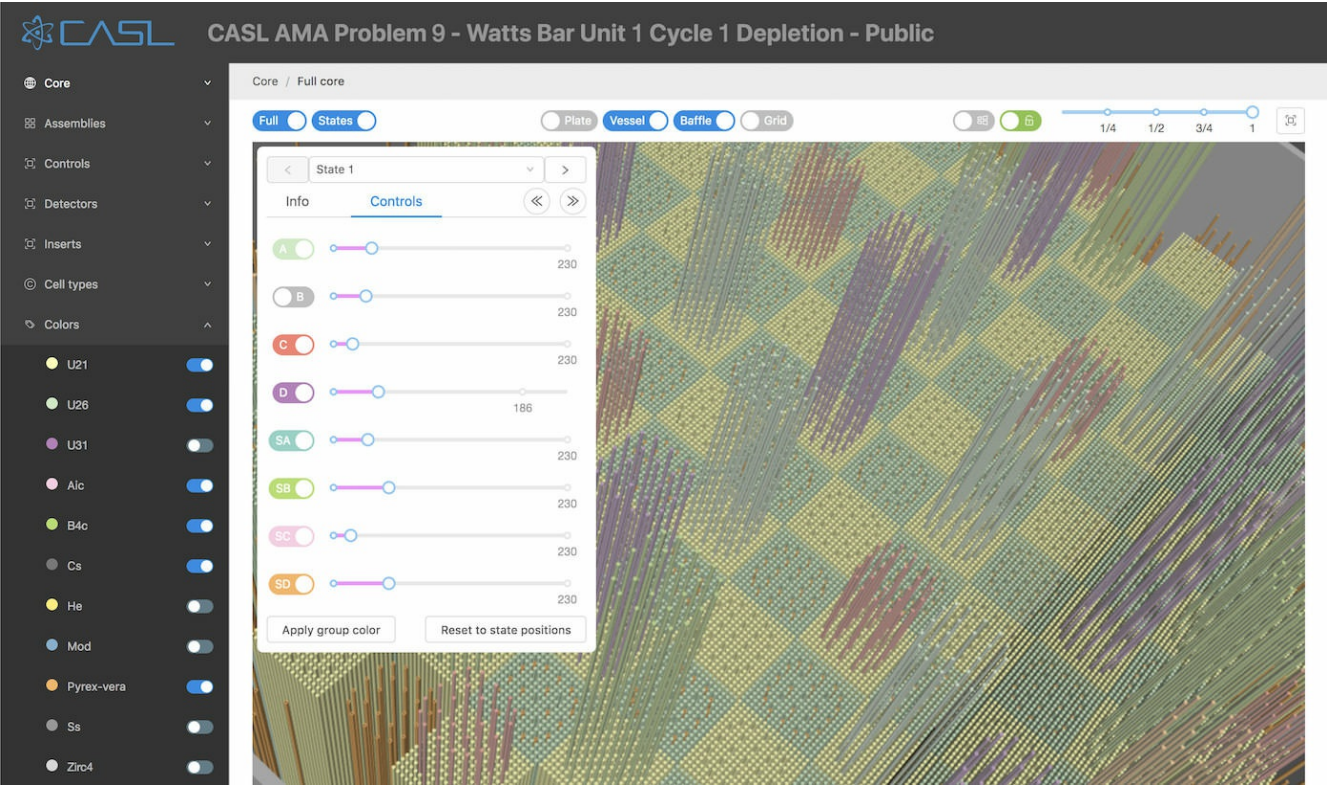 CASL CASL AMA Problem 9 - Watts Bar Unit 1 Cycle 1 Depletion - Public
Core
Assemblies
Controls
Detectors
Inserts
Cell types
Colors
U21
U26
U31
Aic
B4c
Cs
He
Mod
Pyrex-vera
Ss
Zirc4
Core / Full core
Full States Plate Vessel Baffle Grid
1/4 1/2 3/4 1
State 1
Info Controls
A
230
B
230
C
230
D
186
SA
230
SB
230
SC
230
SD
230
Apply group color Reset to state positions